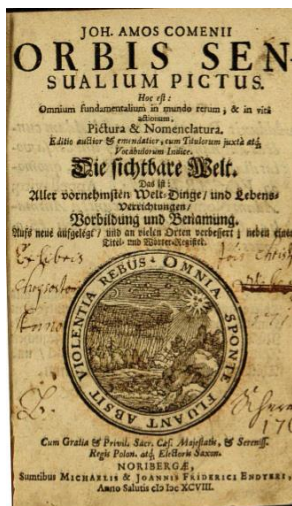 JOH. AMOS COMENII
ORBIS SEN-
SUALIUM PICTUS.
Hoc est:
Omnium fundamentalium in mundo rerum, & in vitâ
actionum,
Pictura & Nomenclatura.
Editio auctior & emendatior, cum Titulorum juxtà atq́;
Vocabulorum Indice.
Die sichtbare Welt.
Das ist:
Aller vornehmsten Welt-Dinge/ und Lebens-
Verrichtungen/
Vorbildung und Benamung.
Aufs neue aufgelegt/ und an vielen Orten verbessert; neben einem
Titel- und Wörter-Register.
OMNIA SPONTE FLUANT ABSIT VIOLENTIA REBUS
Cum Gratia & Privil. Sacr. Cæs. Majestatis, & Sereniss.
Regis Polon. atq́; Electoris Saxon.
NORIBERGÆ,
Sumtibus MICHAELIS & JOANNIS FRIDERICI ENDTERI,
Anno Salutis cIɔ Iɔc XCVIII.